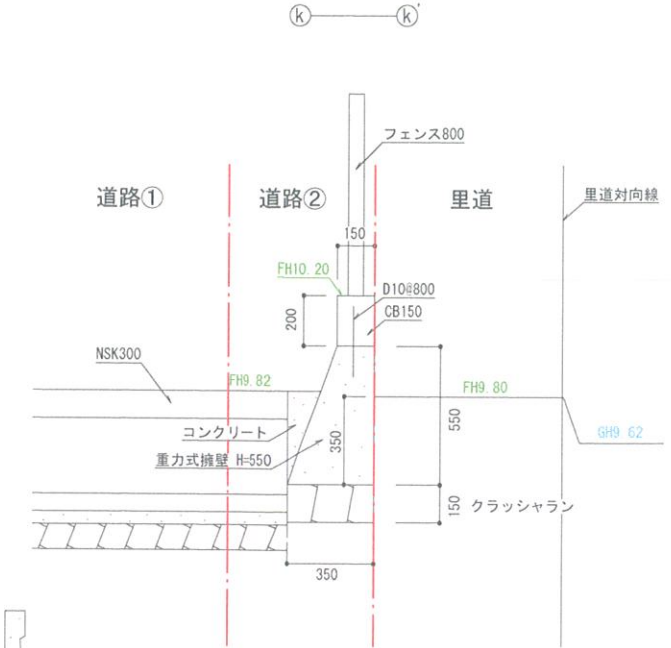 k k'
フェンス800
道路① 道路② 里道 里道対向線
150
FH10.20
D10@800
CB150
200
NSK300
FH9.82
FH9.80
コンクリート
重力式擁壁 H=550
350
550
GH9.62
150
クラッシャラン
350